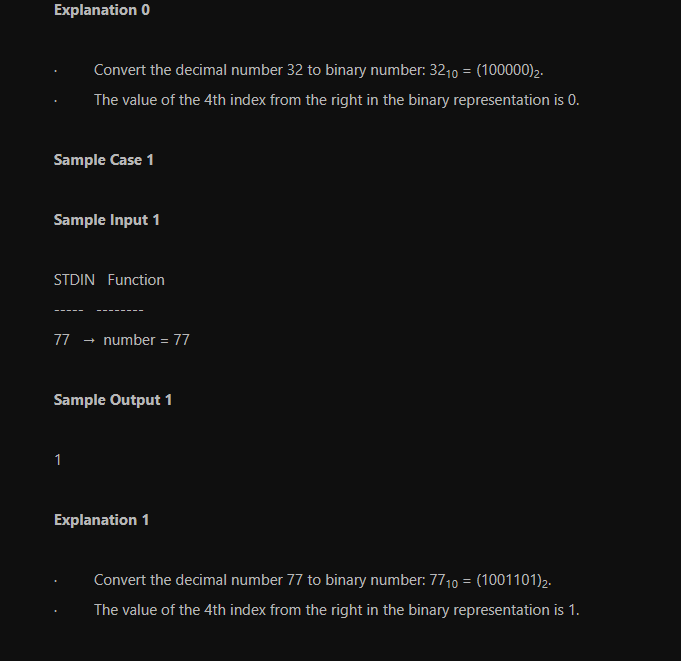 Explanation 0
· Convert the decimal number 32 to binary number: 32₁₀ = (100000)₂.
· The value of the 4th index from the right in the binary representation is 0.
Sample Case 1
Sample Input 1
STDIN Function
----- --------
77 → number = 77
Sample Output 1
1
Explanation 1
· Convert the decimal number 77 to binary number: 77₁₀ = (1001101)₂.
· The value of the 4th index from the right in the binary representation is 1.